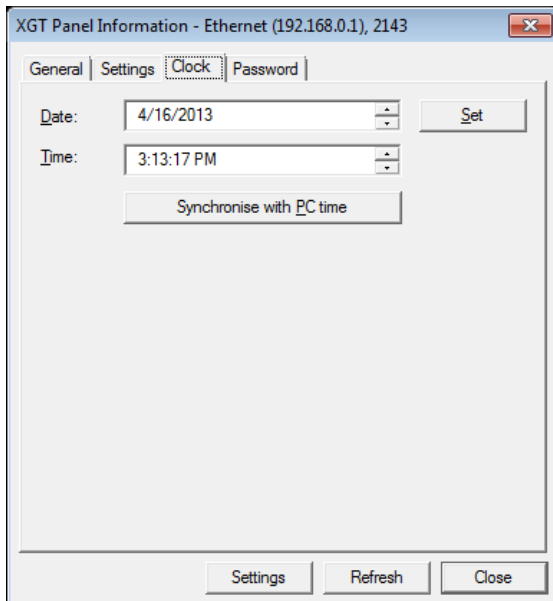 XGT Panel Information - Ethernet (192.168.0.1), 2143
General Settings Clock Password
Date: 4/16/2013 Set
Time: 3:13:17 PM
Synchronise with PC time
Settings Refresh Close